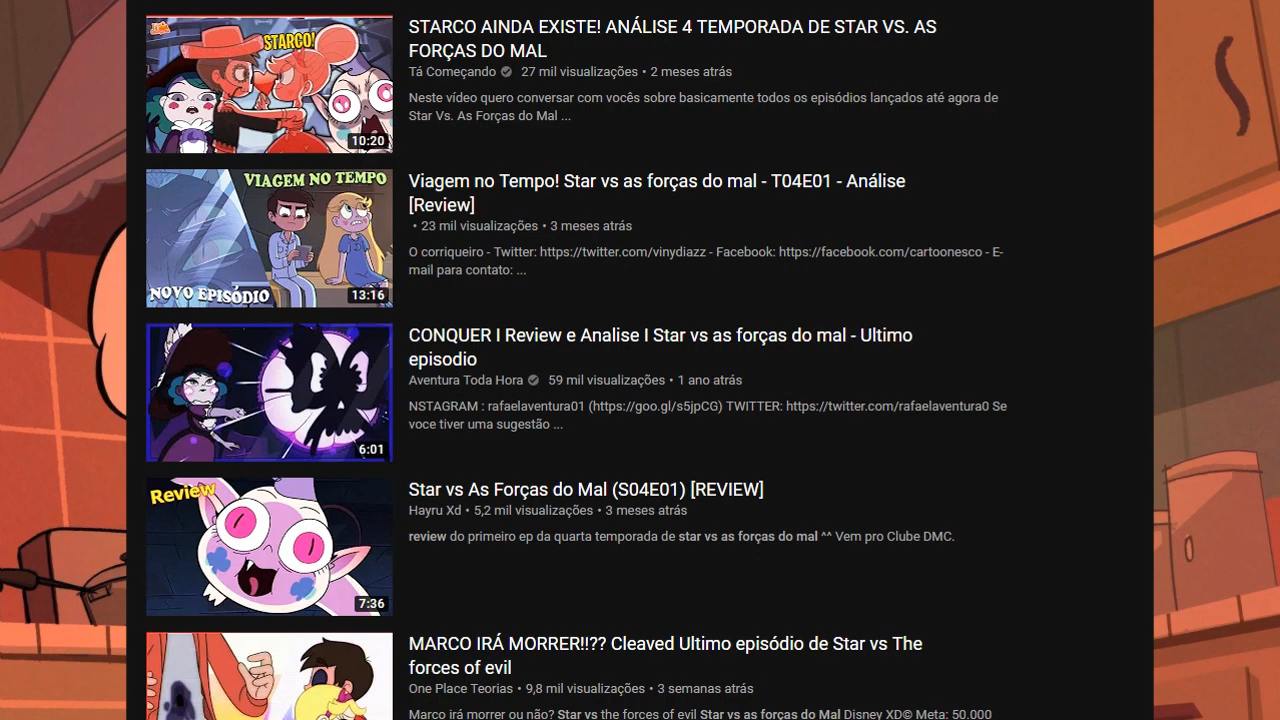 STARCO!
10:20
STARCO AINDA EXISTE! ANÁLISE 4 TEMPORADA DE STAR VS. AS
FORÇAS DO MAL
Tá Começando 27 mil visualizações • 2 meses atrás
Neste vídeo quero conversar com vocês sobre basicamente todos os episódios lançados até agora de
Star Vs. As Forças do Mal ...
VIAGEM NO TEMPO
NOVO EPISÓDIO
13:16
Viagem no Tempo! Star vs as forças do mal - T04E01 - Análise
[Review]
• 23 mil visualizações • 3 meses atrás
O corriqueiro - Twitter: https://twitter.com/vinydiazz - Facebook: https://facebook.com/cartoonesco - E-
mail para contato: ...
6:01
CONQUER I Review e Analise I Star vs as forças do mal - Ultimo
episodio
Aventura Toda Hora 59 mil visualizações • 1 ano atrás
NSTAGRAM : rafaelaventura01 (https://goo.gl/s5jpCG) TWITTER: https://twitter.com/rafaelaventura0 Se
voce tiver uma sugestão ...
Review
7:36
Star vs As Forças do Mal (S04E01) [REVIEW]
Hayru Xd • 5,2 mil visualizações • 3 meses atrás
review do primeiro ep da quarta temporada de star vs as forças do mal ^^ Vem pro Clube DMC.
MARCO IRÁ MORRER!!?? Cleaved Ultimo episódio de Star vs The
forces of evil
One Place Teorias • 9,8 mil visualizações • 3 semanas atrás
Marco irá morrer ou não? Star vs the forces of evil Star vs as forças do Mal Disney XD© Meta: 50.000